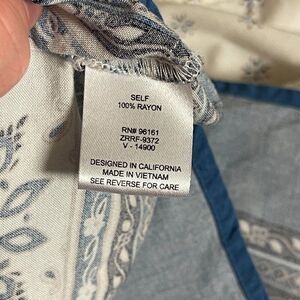 SELF
100% RAYON
RN# 96161
ZRRF-9372
V - 14900
DESIGNED IN CALIFORNIA
MADE IN VIETNAM
SEE REVERSE FOR CARE